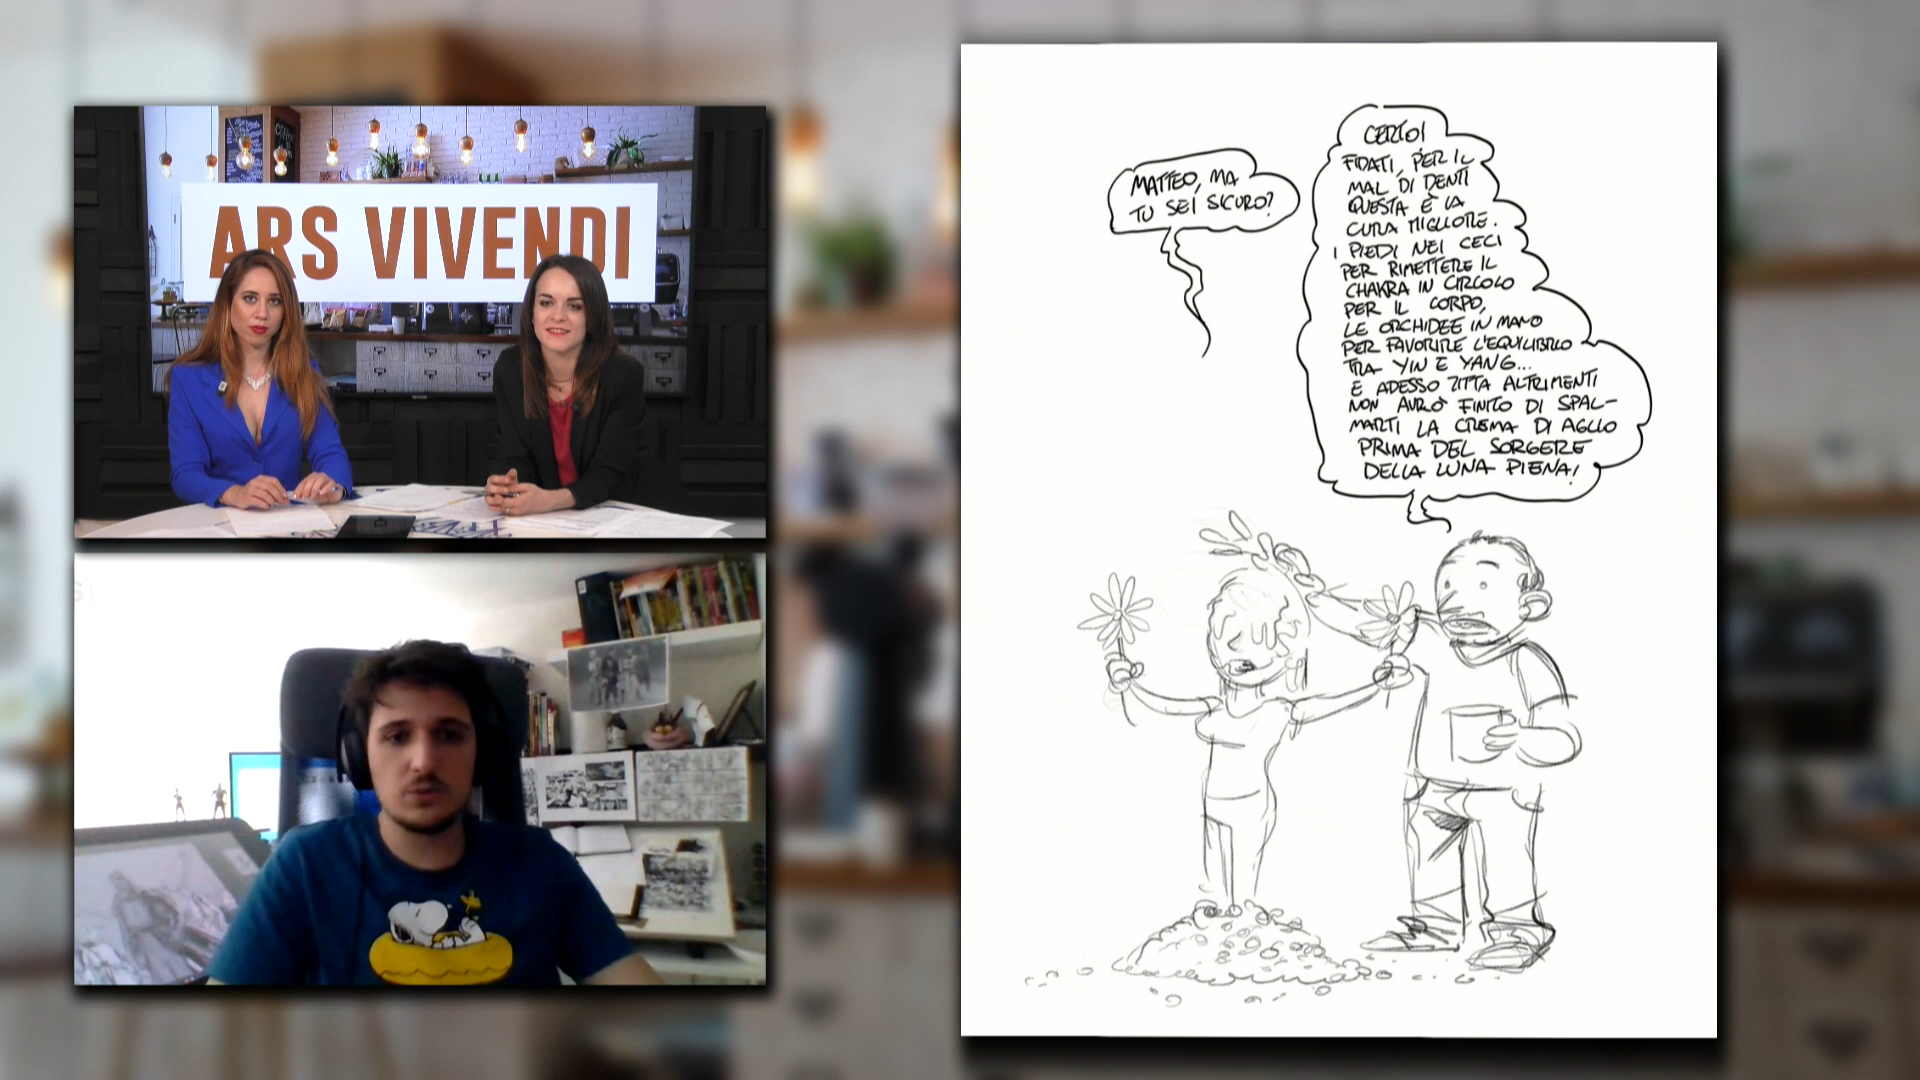 ARS VIVENDI
MATTEO, MA
TU SEI SICURO?
CERTO!
FIDATI, PER IL
MAL DI DENTI
QUESTA È LA
CURA MIGLIORE.
I PIEDI NEI CECI
PER RIMETTERE IL
CHAKRA IN CIRCOLO
PER IL CORPO,
LE ORCHIDEE IN MANO
PER FAVORIRE L'EQUILIBRIO
TRA YIN E YANG...
E ADESSO ZITTA ALTRIMENTI
NON AVRÒ FINITO DI SPAL-
MARTI LA CREMA DI AGLIO
PRIMA DEL SORGERE
DELLA LUNA PIENA!